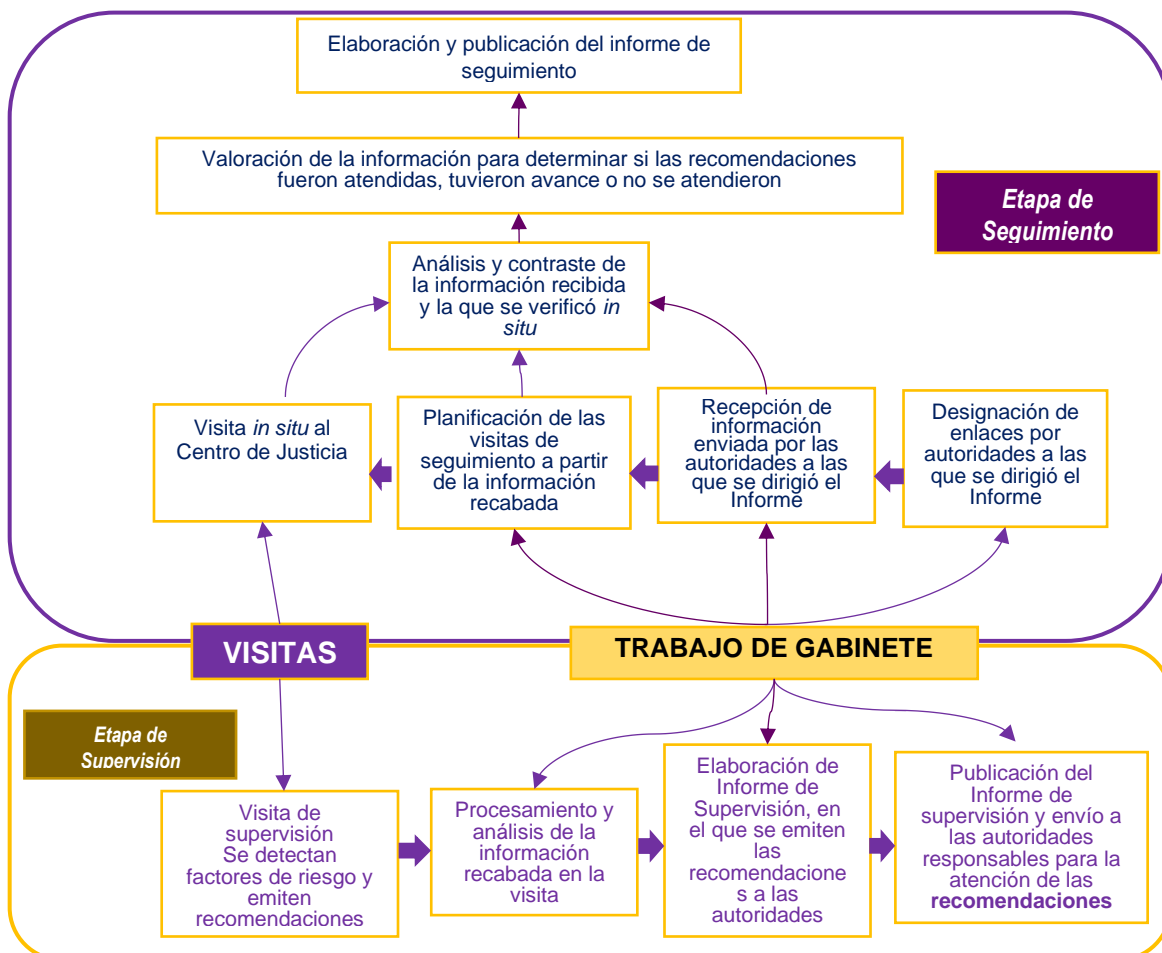 Elaboración y publicación del informe de
seguimiento
Valoración de la información para determinar si las recomendaciones
fueron atendidas, tuvieron avance o no se atendieron
Etapa de
Seguimiento
Análisis y contraste de
la información recibida
y la que se verificó in
situ
Visita in situ al
Centro de Justicia
Planificación de las
visitas de
seguimiento a partir
de la información
recabada
Recepción de
información
enviada por las
autoridades a las
que se dirigió el
Informe
Designación de
enlaces por
autoridades a las
que se dirigió el
Informe
VISITAS
TRABAJO DE GABINETE
Etapa de
Supervisión
Visita de
supervisión
Se detectan
factores de riesgo y
emiten
recomendaciones
Procesamiento y
análisis de la
información
recabada en la
visita
Elaboración de
Informe de
Supervisión, en
el que se emiten
las
recomendacione
s a las
autoridades
Publicación del
Informe de
supervisión y envío a
las autoridades
responsables para la
atención de las
recomendaciones